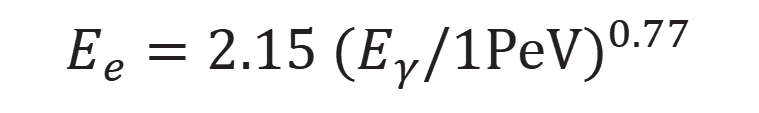 E_e = 2.15 (E_γ/1PeV)^0.77